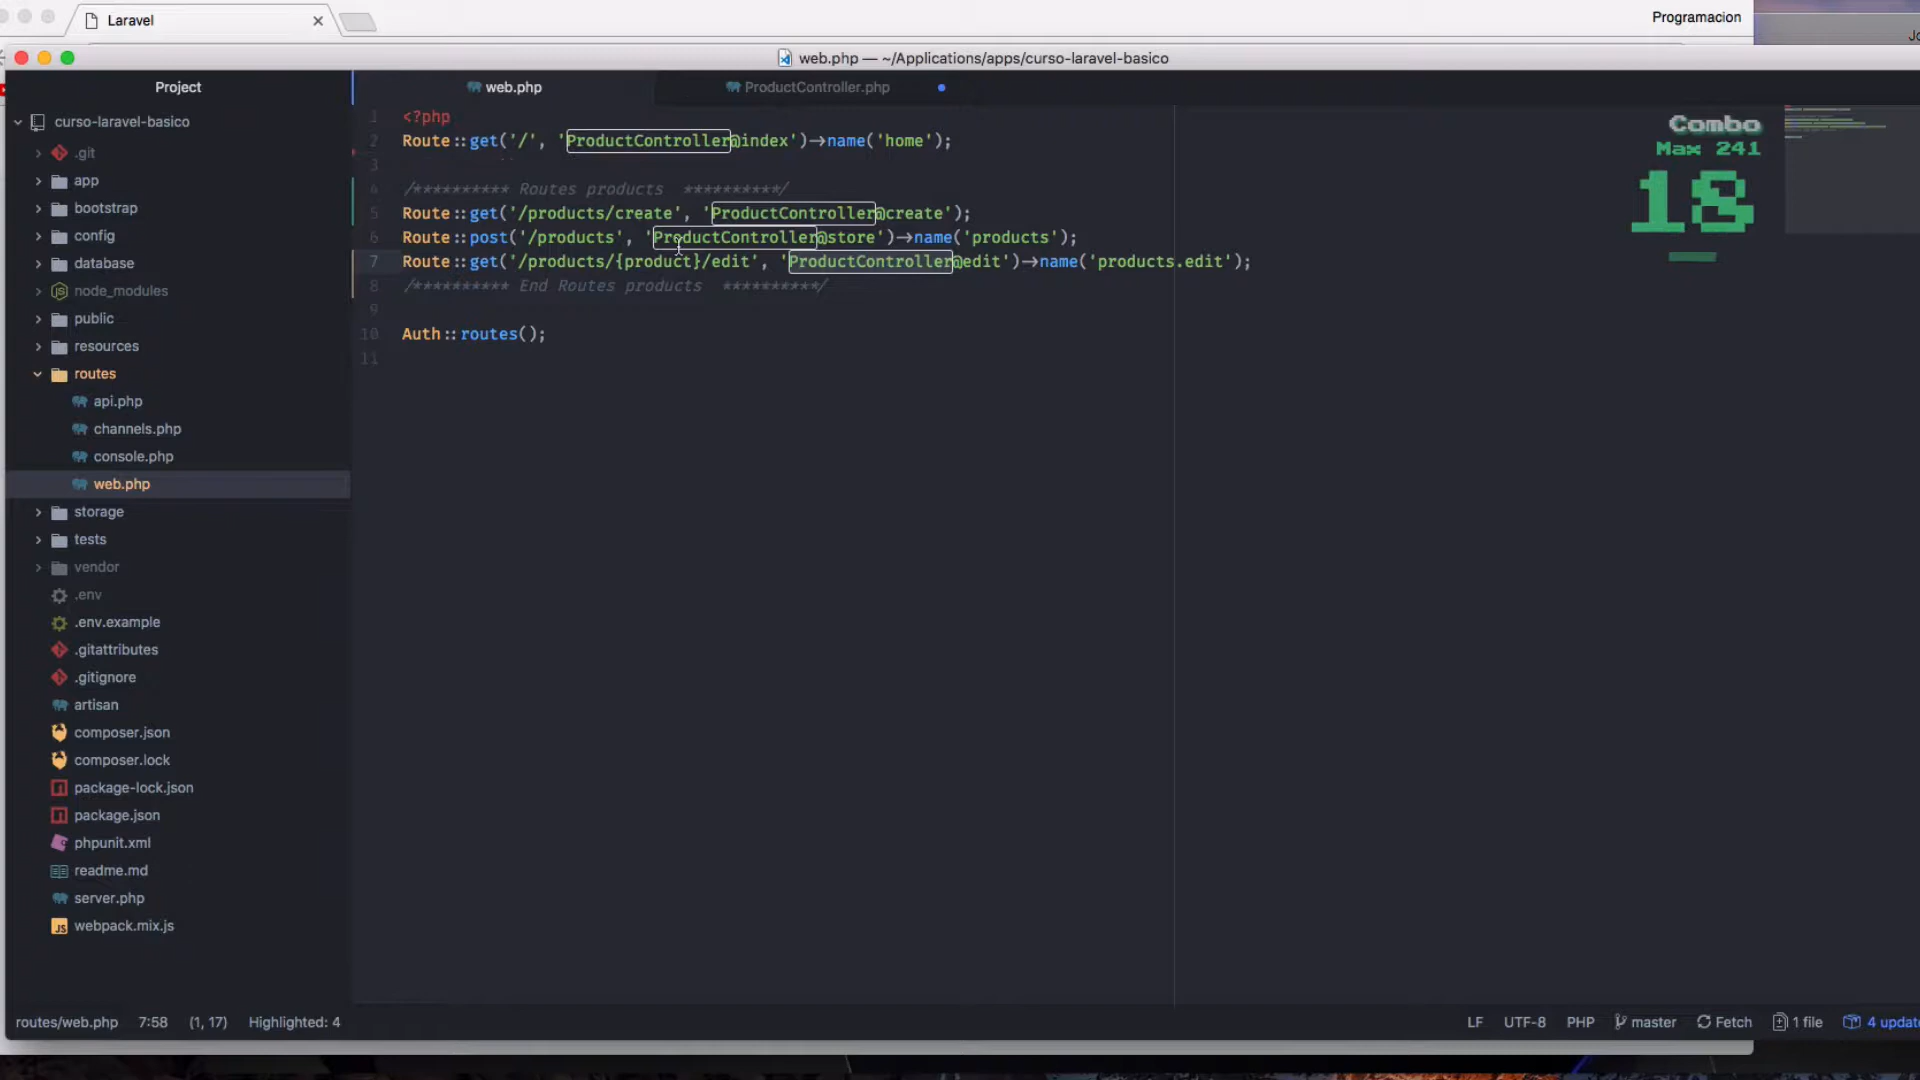 Laravel
Programacion
web.php — ~/Applications/apps/curso-laravel-basico
Project
web.php
ProductController.php
curso-laravel-basico
.git
app
bootstrap
config
database
node_modules
public
resources
routes
api.php
channels.php
console.php
web.php
storage
tests
vendor
.env
.env.example
.gitattributes
.gitignore
artisan
composer.json
composer.lock
package-lock.json
package.json
phpunit.xml
readme.md
server.php
webpack.mix.js
1 <?php
2 Route::get('/', 'ProductController@index')->name('home');
3
4 /********** Routes products **********/
5 Route::get('/products/create', 'ProductController@create');
6 Route::post('/products', 'ProductController@store')->name('products');
7 Route::get('/products/{product}/edit', 'ProductController@edit')->name('products.edit');
8 /********** End Routes products **********/
9
10 Auth::routes();
11
Combo
Max 241
18
routes/web.php 7:58 (1, 17) Highlighted: 4
LF UTF-8 PHP master Fetch 1 file 4 updat